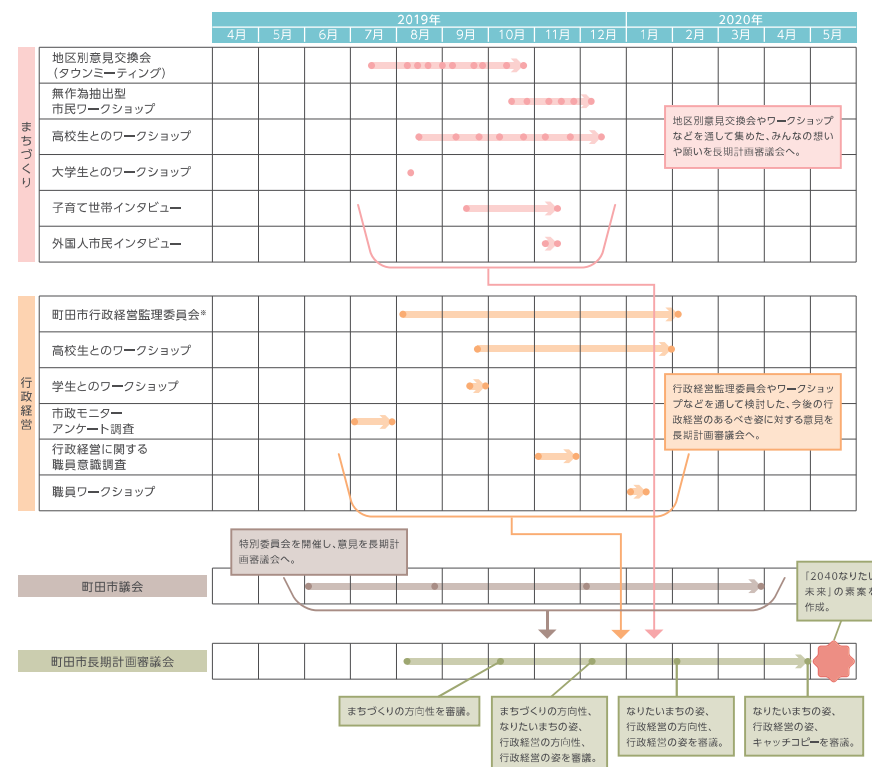 2019年
2020年
4月 5月 6月 7月 8月 9月 10月 11月 12月 1月 2月 3月 4月 5月
まちづくり
地区別意見交換会
（タウンミーティング）
無作為抽出型
市民ワークショップ
高校生とのワークショップ
大学生とのワークショップ
子育て世帯インタビュー
外国人市民インタビュー
地区別意見交換会やワークショップ
などを通して集めた、みんなの想い
や願いを長期計画審議会へ。
行政経営
町田市行政経営監理委員会※
高校生とのワークショップ
学生とのワークショップ
市政モニター
アンケート調査
行政経営に関する
職員意識調査
職員ワークショップ
行政経営監理委員会やワークショッ
プなどを通して検討した、今後の行
政経営のあるべき姿に対する意見を
長期計画審議会へ。
特別委員会を開催し、意見を長期計
画審議会へ。
町田市議会
『2040なりたい
未来』の素案を
作成。
町田市長期計画審議会
まちづくりの方向性を審議。
まちづくりの方向性、
なりたいまちの姿、
行政経営の方向性、
行政経営の姿を審議。
なりたいまちの姿、
行政経営の方向性、
行政経営の姿を審議。
なりたいまちの姿、
行政経営の姿、
キャッチコピーを審議。